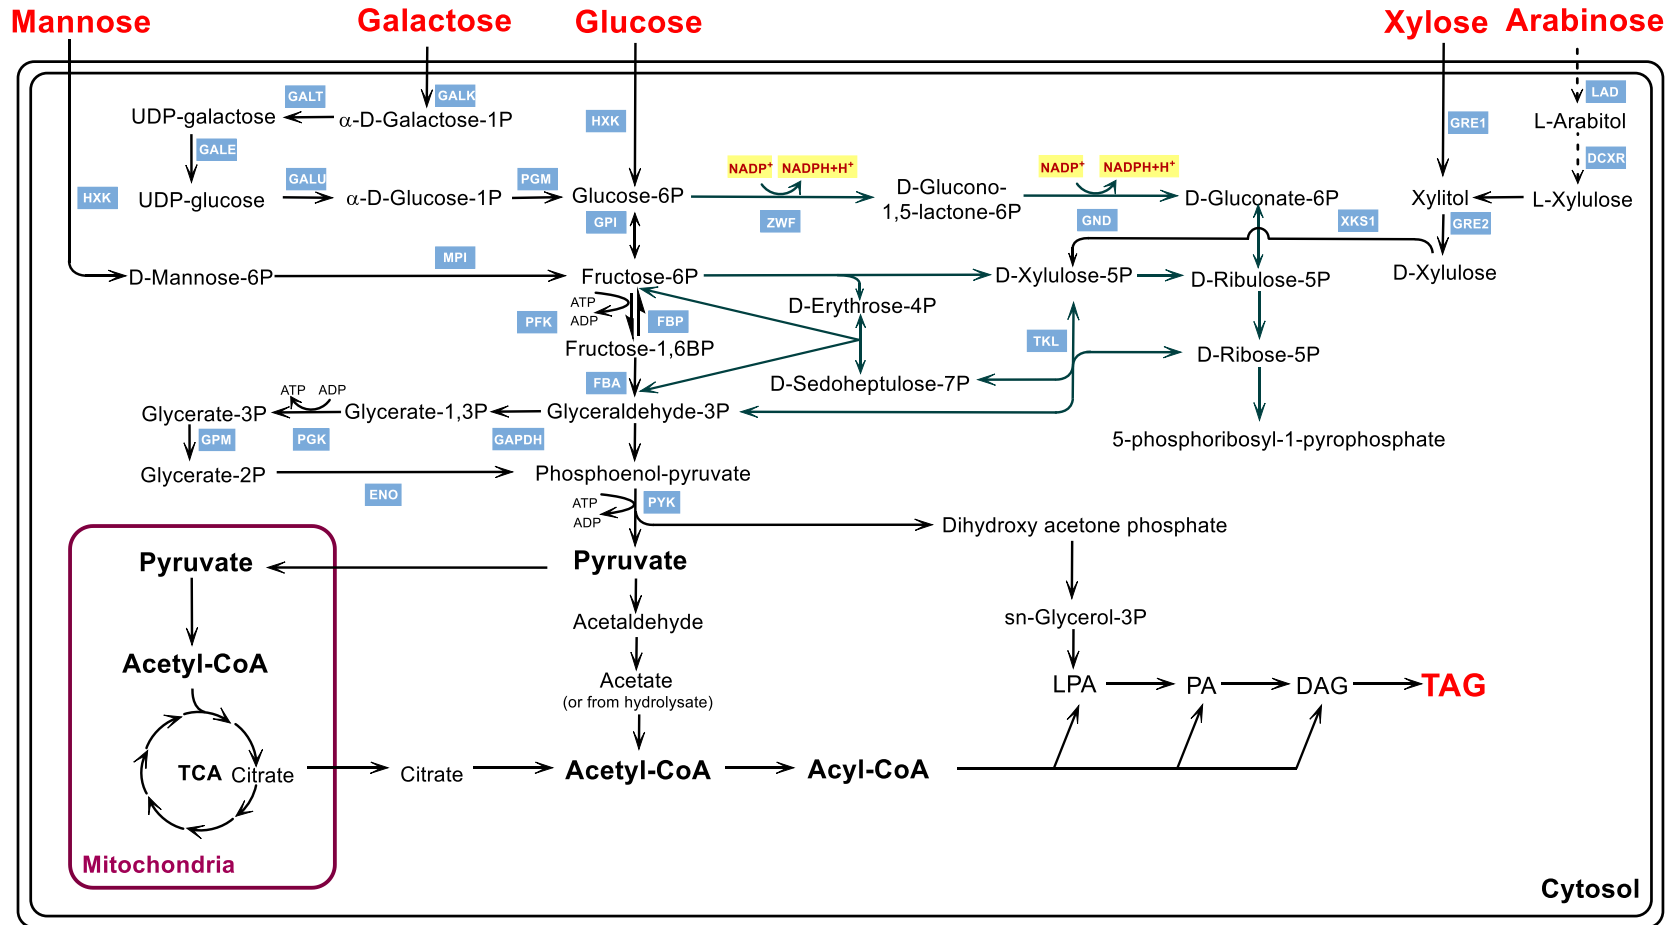 Mannose
Galactose
Glucose
Xylose
Arabinose
GALT
GALK
LAD
UDP-galactose
α-D-Galactose-1P
HXK
GRE1
L-Arabitol
GALE
NADP+
NADPH+H+
NADP+
NADPH+H+
DCXR
HXK
GALU
PGM
UDP-glucose
α-D-Glucose-1P
Glucose-6P
D-Glucono-
1,5-lactone-6P
D-Gluconate-6P
Xylitol
L-Xylulose
GPI
ZWF
GND
XKS1
GRE2
MPI
D-Mannose-6P
Fructose-6P
D-Xylulose-5P
D-Ribulose-5P
D-Xylulose
ATP
ADP
D-Erythrose-4P
PFK
FBP
TKL
Fructose-1,6BP
D-Ribose-5P
FBA
D-Sedoheptulose-7P
ATP
ADP
Glycerate-3P
Glycerate-1,3P
Glyceraldehyde-3P
GPM
PGK
GAPDH
5-phosphoribosyl-1-pyrophosphate
Glycerate-2P
Phosphoenol-pyruvate
ENO
ATP
ADP
PYK
Dihydroxy acetone phosphate
Pyruvate
Pyruvate
Acetaldehyde
sn-Glycerol-3P
Acetyl-CoA
Acetate
(or from hydrolysate)
LPA
PA
DAG
TAG
TCA
Citrate
Citrate
Acetyl-CoA
Acyl-CoA
Mitochondria
Cytosol